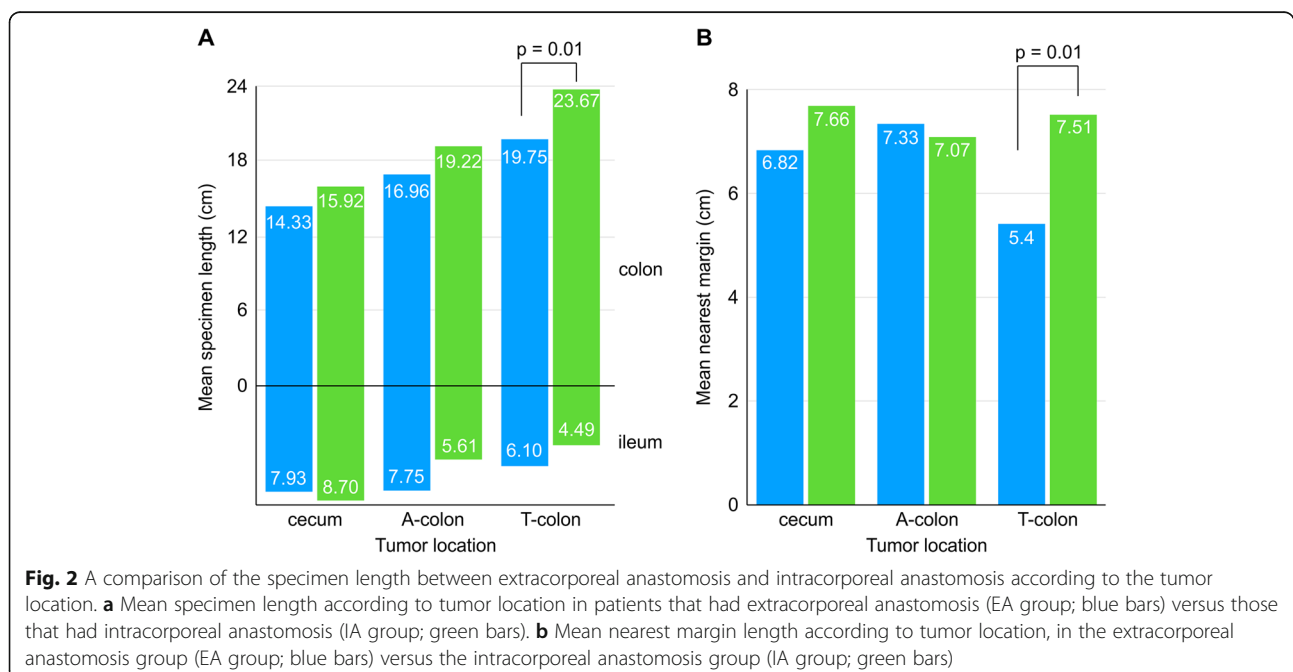 A
p = 0.01
24
18
12
6
0
Mean specimen length (cm)
14.33
15.92
16.96
19.22
19.75
23.67
colon
7.93
8.70
7.75
5.61
6.10
4.49
ileum
cecum
A-colon
T-colon
Tumor location
B
p = 0.01
8
6
4
2
0
Mean nearest margin (cm)
6.82
7.66
7.33
7.07
5.4
7.51
cecum
A-colon
T-colon
Tumor location
Fig. 2 A comparison of the specimen length between extracorporeal anastomosis and intracorporeal anastomosis according to the tumor
location. a Mean specimen length according to tumor location in patients that had extracorporeal anastomosis (EA group; blue bars) versus those
that had intracorporeal anastomosis (IA group; green bars). b Mean nearest margin length according to tumor location, in the extracorporeal
anastomosis group (EA group; blue bars) versus the intracorporeal anastomosis group (IA group; green bars)